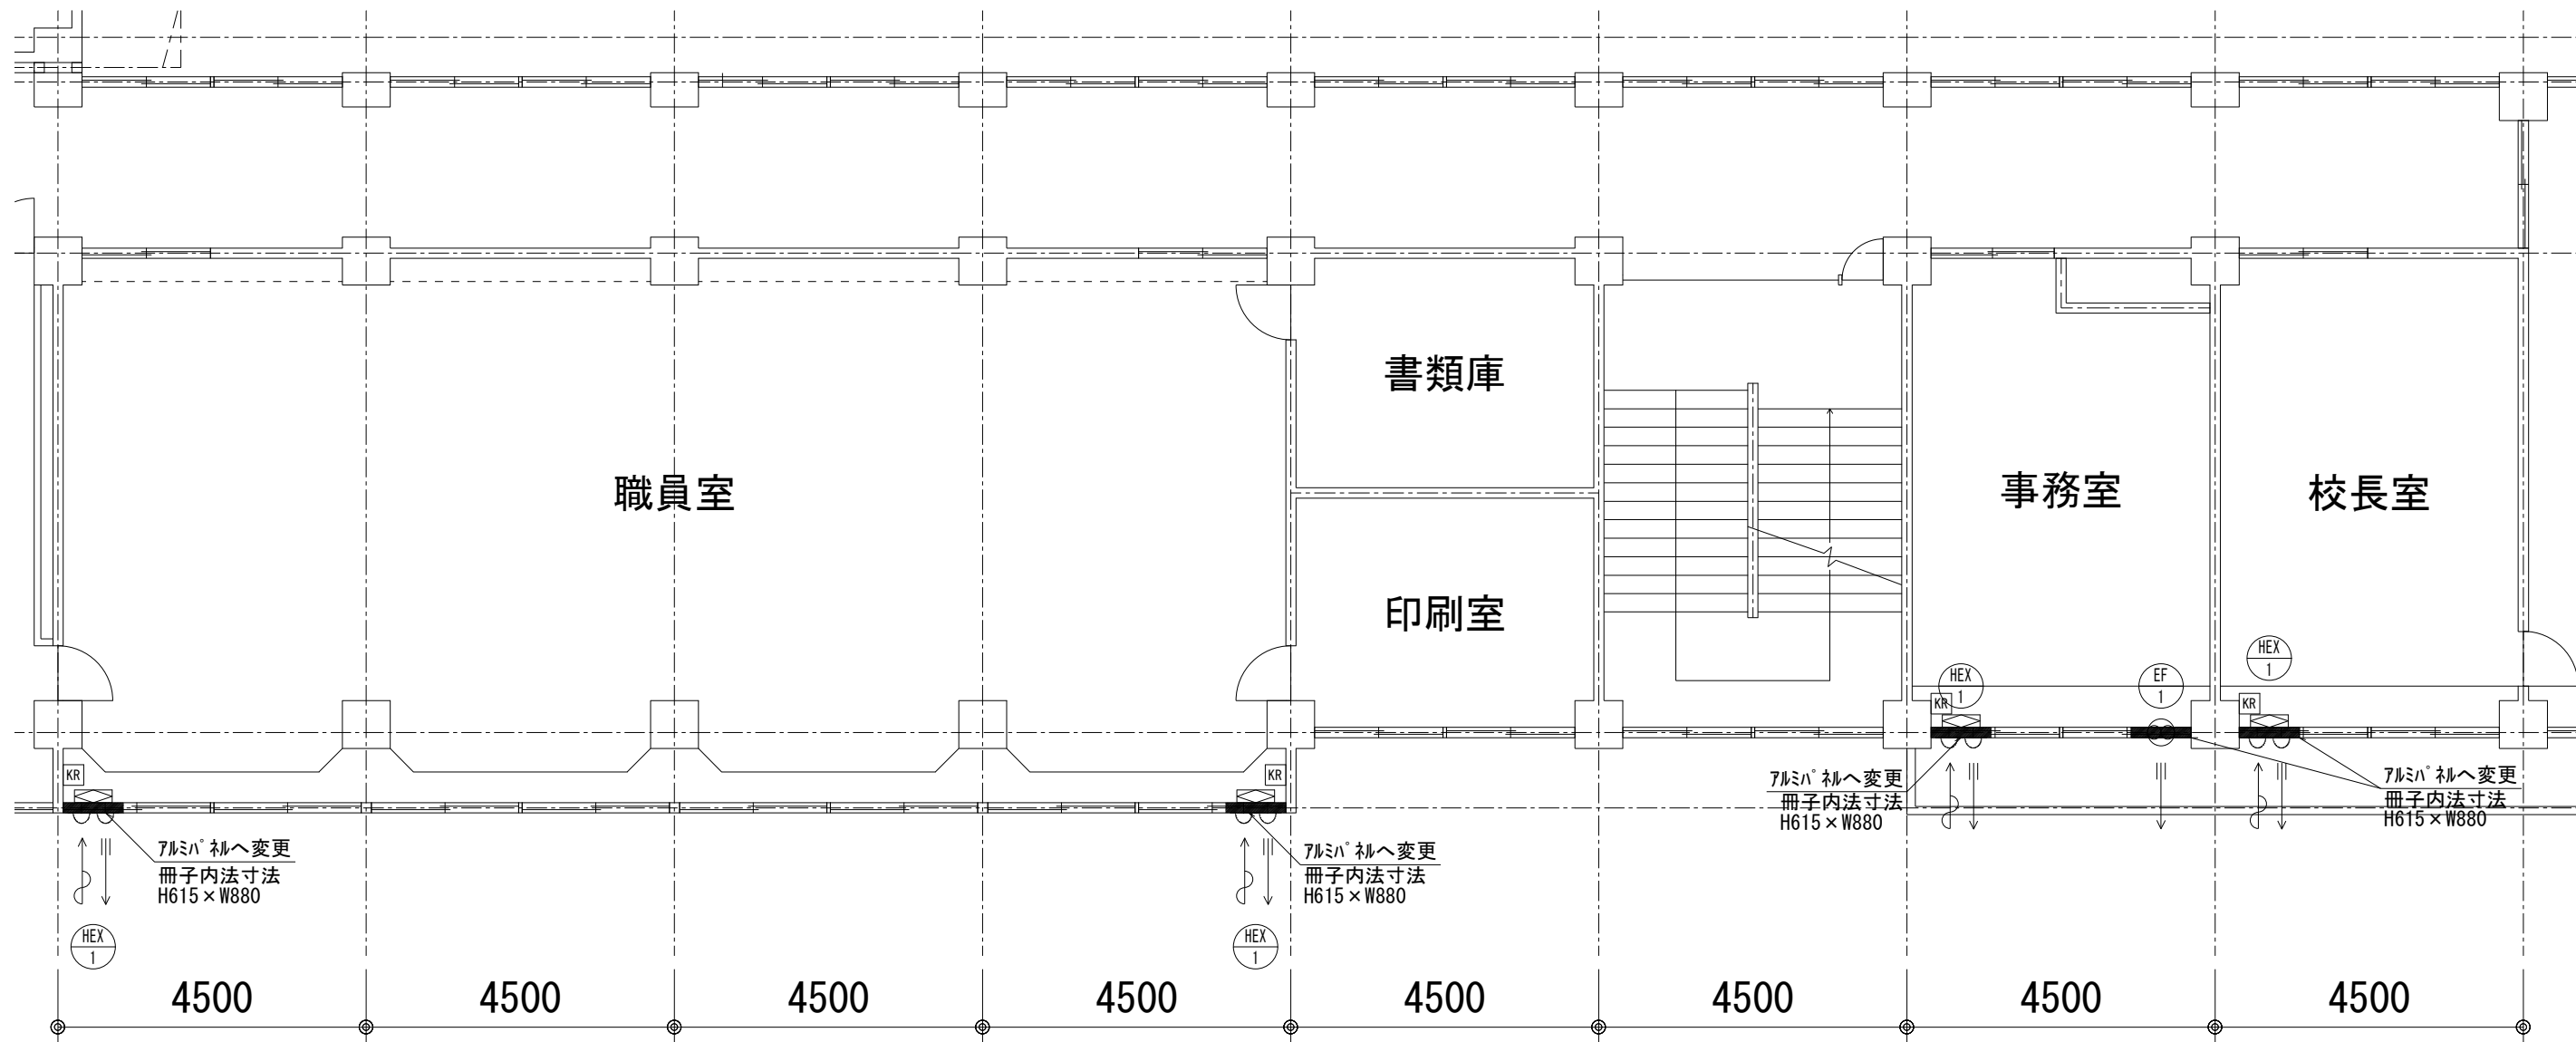 書類庫
職員室
事務室
校長室
印刷室
HEX
1
HEX
1
EF
1
KR
KR
KR
KR
ｱﾙﾐﾊﾟﾈﾙへ変更
冊子内法寸法
H615×W880
ｱﾙﾐﾊﾟﾈﾙへ変更
冊子内法寸法
H615×W880
ｱﾙﾐﾊﾟﾈﾙへ変更
冊子内法寸法
H615×W880
ｱﾙﾐﾊﾟﾈﾙへ変更
冊子内法寸法
H615×W880
HEX
1
HEX
1
4500
4500
4500
4500
4500
4500
4500
4500